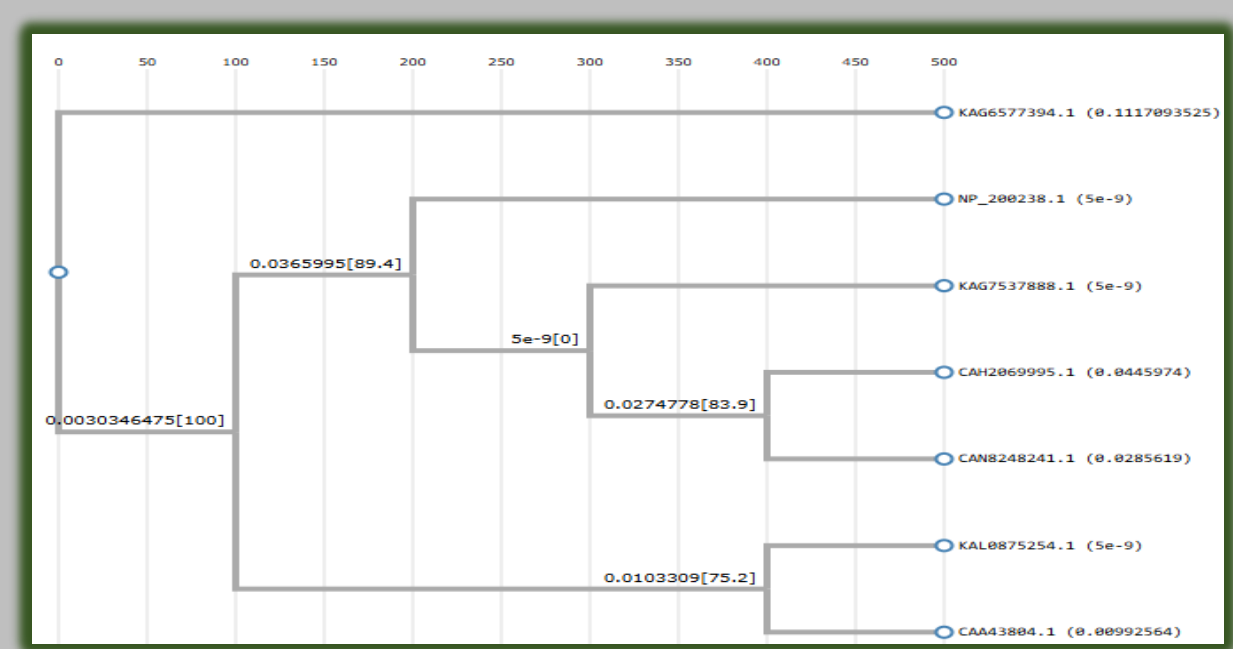 0 50 100 150 200 250 300 350 400 450 500
KAG6577394.1 (0.1117093525)
NP_200238.1 (5e-9)
0.0365995[89.4]
KAG7537888.1 (5e-9)
5e-9[0]
CAH2069995.1 (0.0445974)
0.0274778[83.9]
0.0030346475[100]
CAN8248241.1 (0.0285619)
KAL0875254.1 (5e-9)
0.0103309[75.2]
CAA43804.1 (0.00992564)